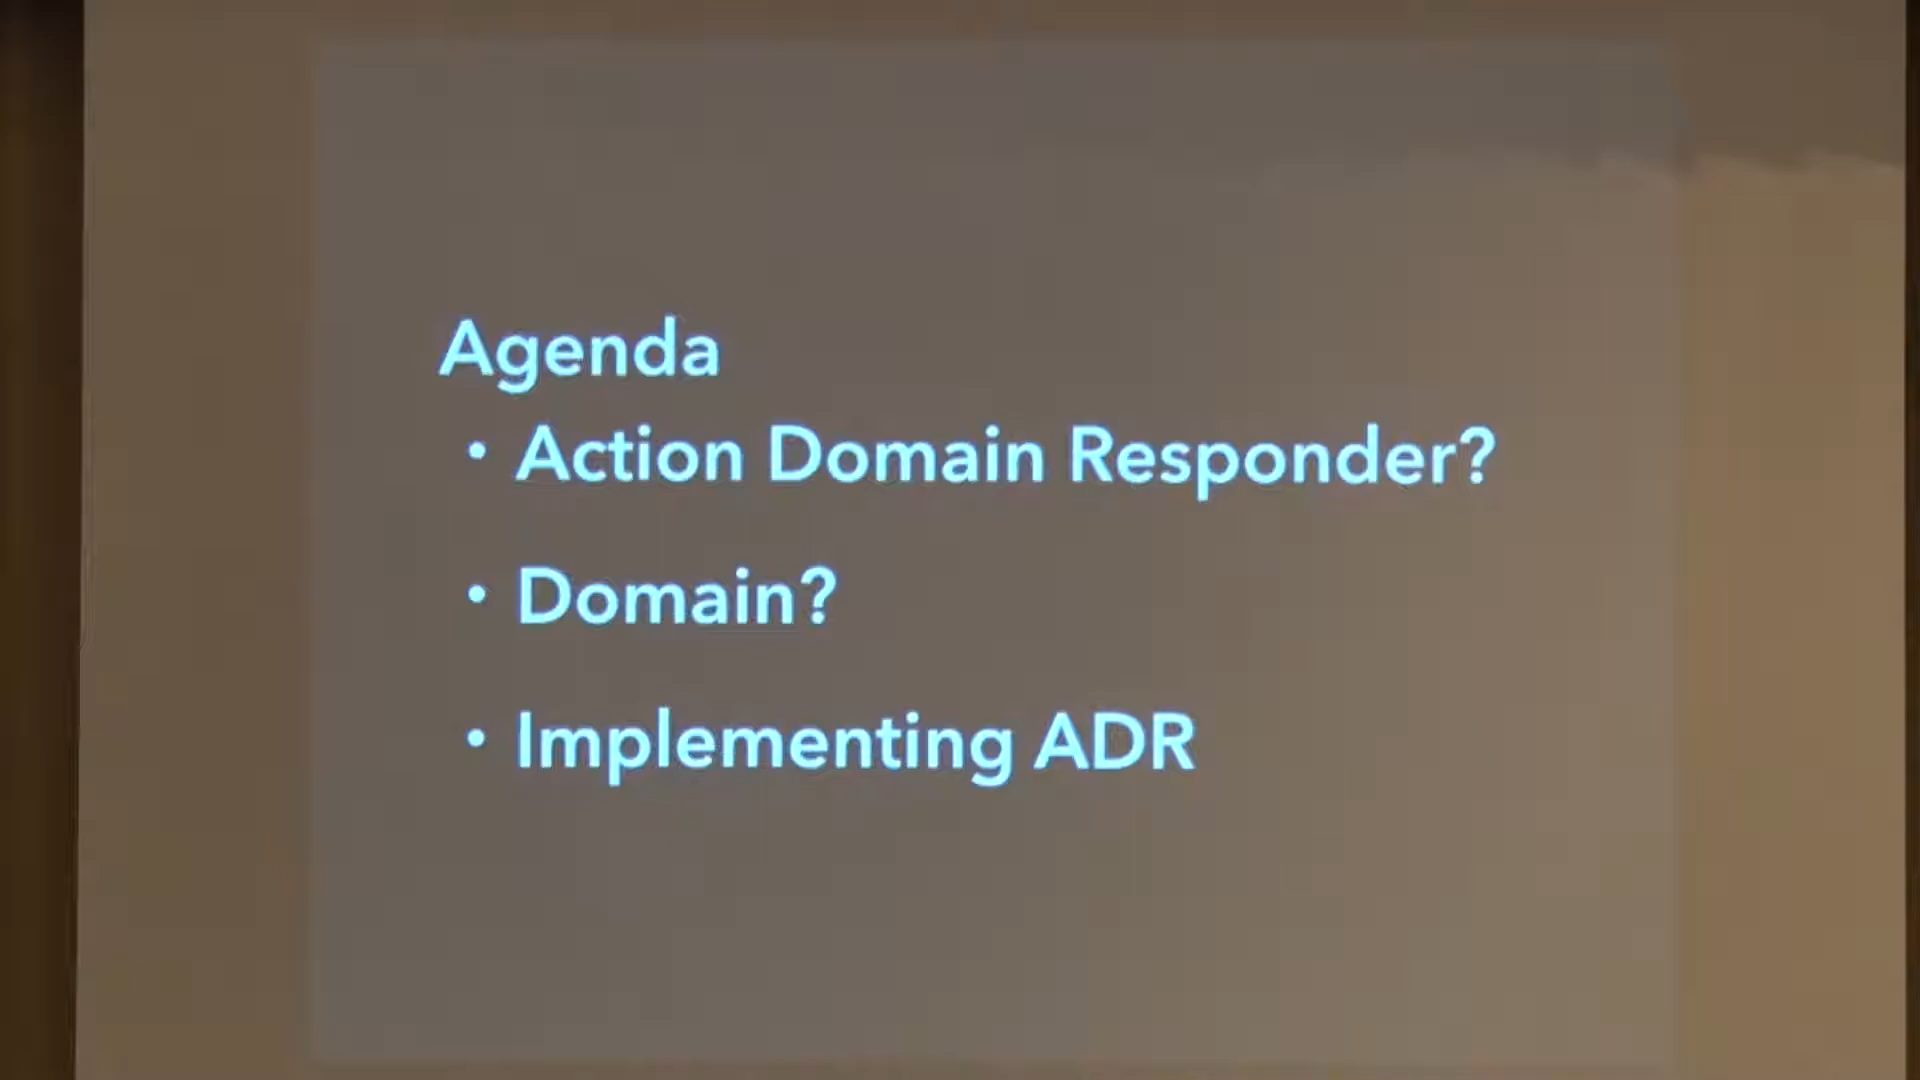 Agenda
• Action Domain Responder?
• Domain?
• Implementing ADR